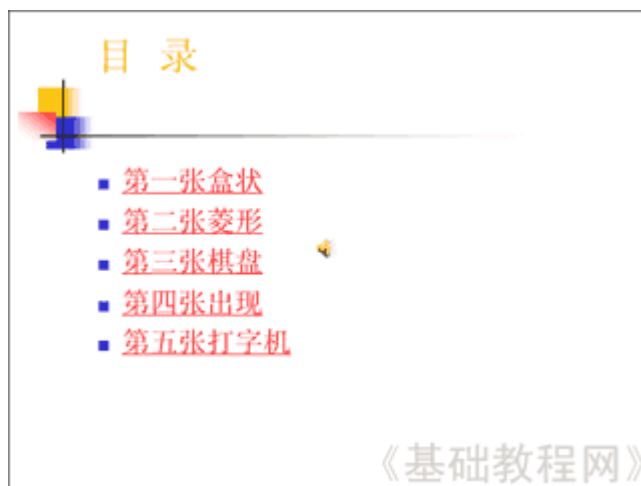 目 录
第一张盒状
第二张菱形
第三张棋盘
第四张出现
第五张打字机
《基础教程网》